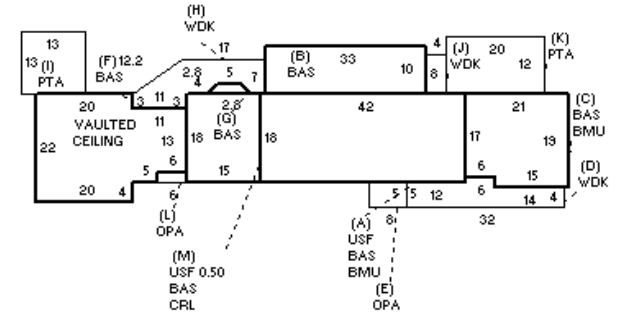 (H)
WDK
17
13
13 (I)
PTA
(F)12.2
BAS
2.8
4
5
7
(B)
BAS
33
10
4
8
(J)
WDK
20
12
(K)
PTA
20
VAULTED
CEILING
22
20
4
3
11
3
11
13
6
5
6
18
2.8
(G)
BAS
15
18
42
17
21
19
(C)
BAS
BMU
6
15
6
(D)
WDK
5
5
12
14
4
8
32
(L)
OPA
(M)
USF 0.50
BAS
CRL
(A)
USF
BAS
BMU
(E)
OPA